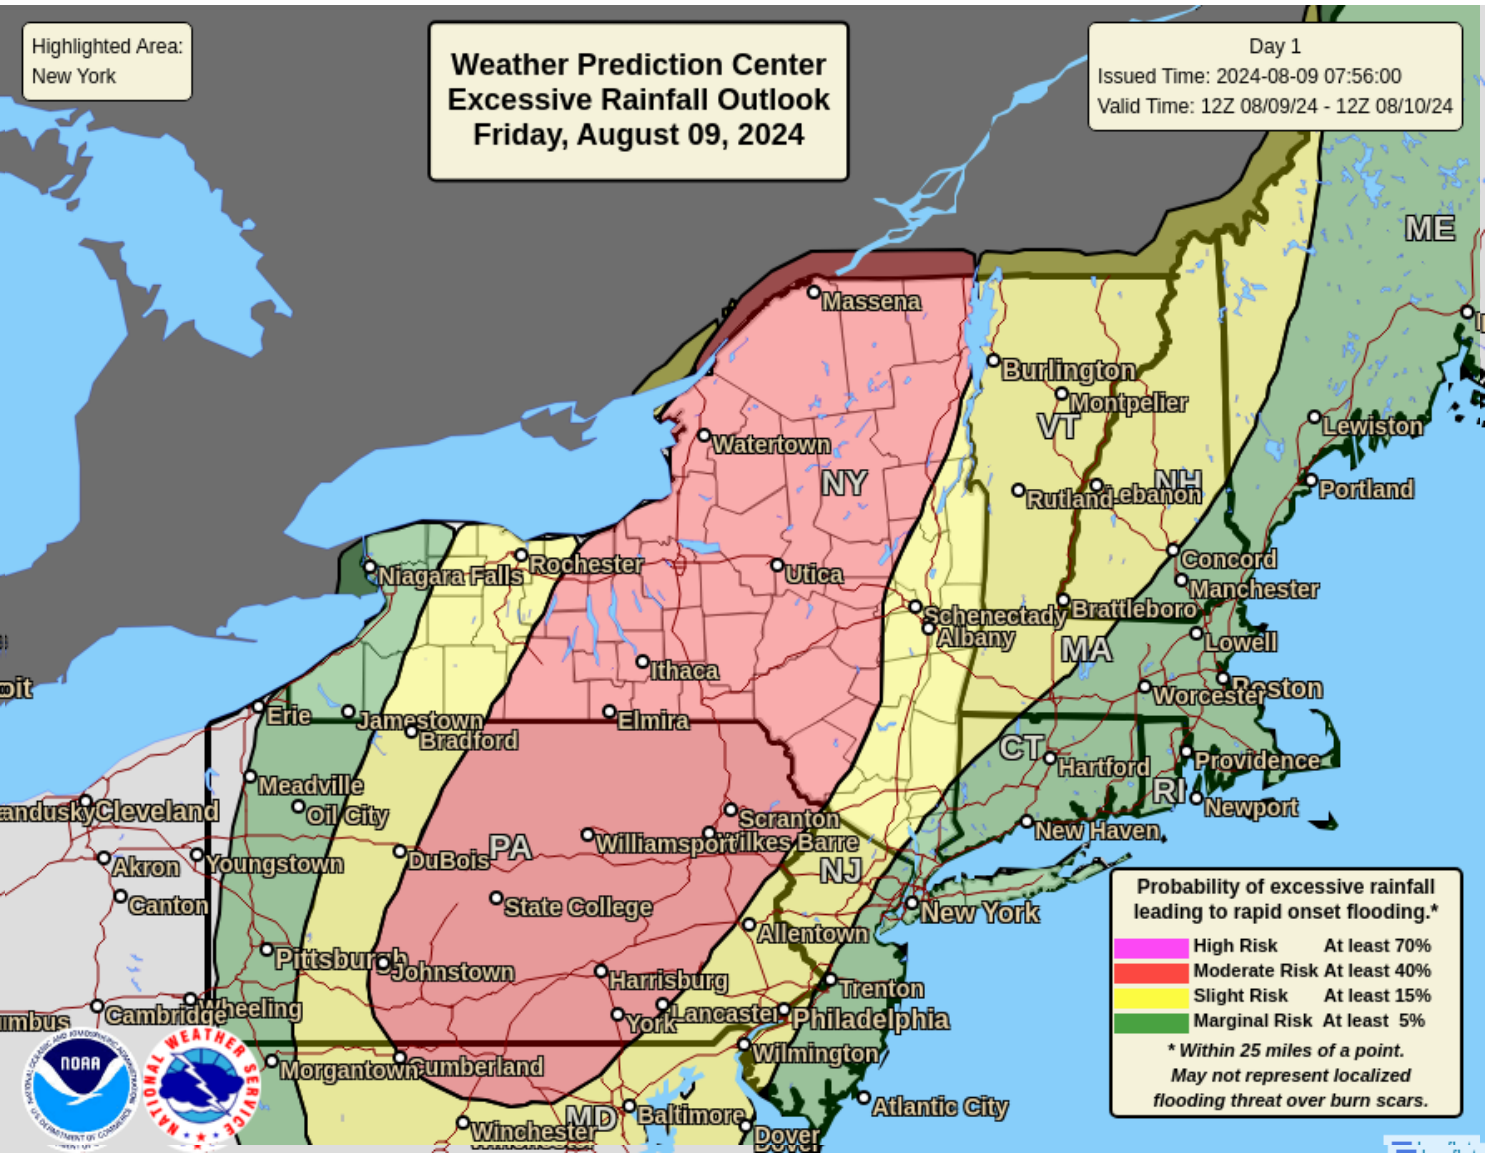 Highlighted Area:
New York
Weather Prediction Center
Excessive Rainfall Outlook
Friday, August 09, 2024
Day 1
Issued Time: 2024-08-09 07:56:00
Valid Time: 12Z 08/09/24 - 12Z 08/10/24
ME
Massena
Burlington
Montpelier
VT
Lewiston
Watertown
NY
NH
Rutland
Lebanon
Portland
Rochester
Niagara Falls
Utica
Concord
Manchester
Schenectady
Brattleboro
Albany
Lowell
MA
Ithaca
Boston
Worcester
Erie
Jamestown
Elmira
Bradford
CT
Hartford
Providence
Meadville
Oil City
RI
Newport
Cleveland
Scranton
New Haven
Williamsport
Wilkes Barre
PA
DuBois
Akron
Youngstown
NJ
Canton
State College
New York
Allentown
Pittsburgh
Johnstown
Harrisburg
Trenton
Cambridge
Wheeling
York
Lancaster
Philadelphia
Wilmington
Morgantown
Cumberland
MD
Baltimore
Atlantic City
Winchester
Dover
Probability of excessive rainfall
leading to rapid onset flooding.*
High Risk At least 70%
Moderate Risk At least 40%
Slight Risk At least 15%
Marginal Risk At least 5%
* Within 25 miles of a point.
May not represent localized
flooding threat over burn scars.
NOAA
NATIONAL WEATHER SERVICE